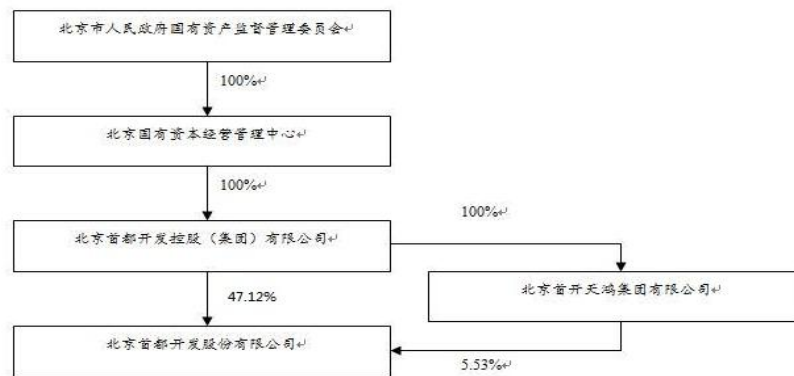 北京市人民政府国有资产监督管理委员会↵
100%↵
北京国有资本经营管理中心↵
100%↵
100%↵
北京首都开发控股（集团）有限公司↵
北京首开天鸿集团有限公司↵
47.12%
北京首都开发股份有限公司↵
5.53%↵